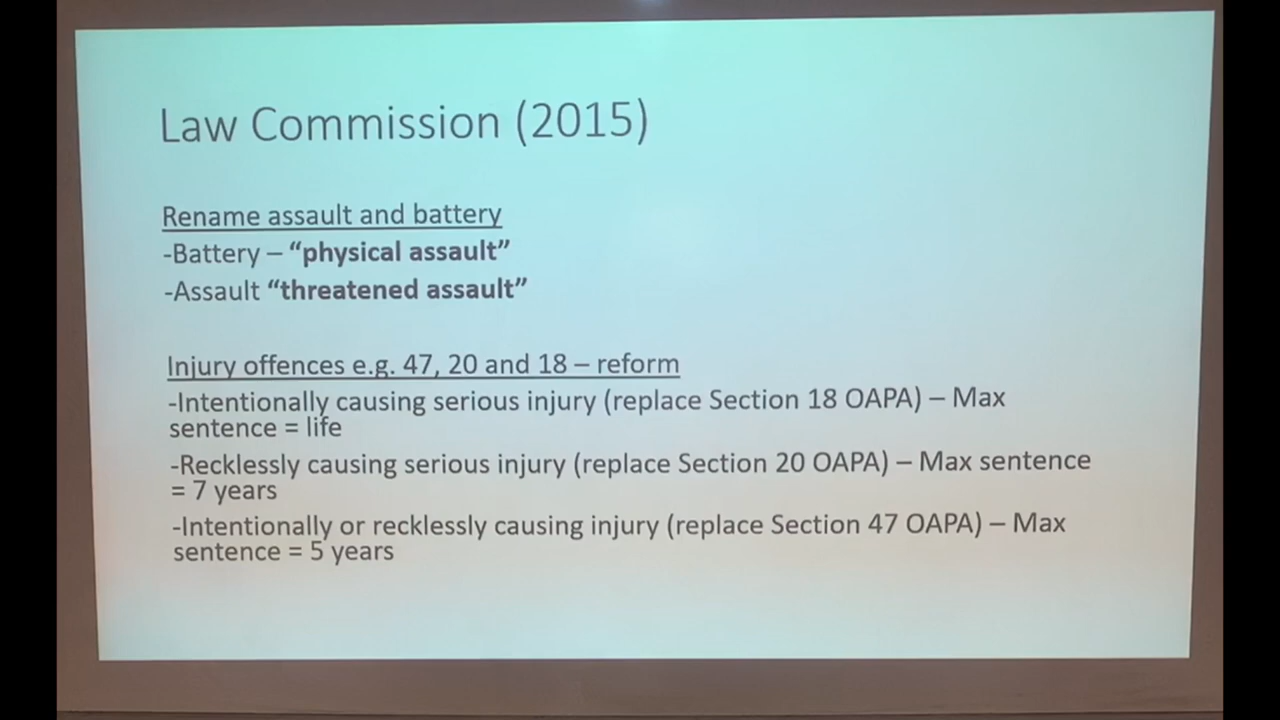 Law Commission (2015)
Rename assault and battery
-Battery – “physical assault”
-Assault “threatened assault”
Injury offences e.g. 47, 20 and 18 – reform
-Intentionally causing serious injury (replace Section 18 OAPA) – Max
sentence = life
-Recklessly causing serious injury (replace Section 20 OAPA) – Max sentence
= 7 years
-Intentionally or recklessly causing injury (replace Section 47 OAPA) – Max
sentence = 5 years